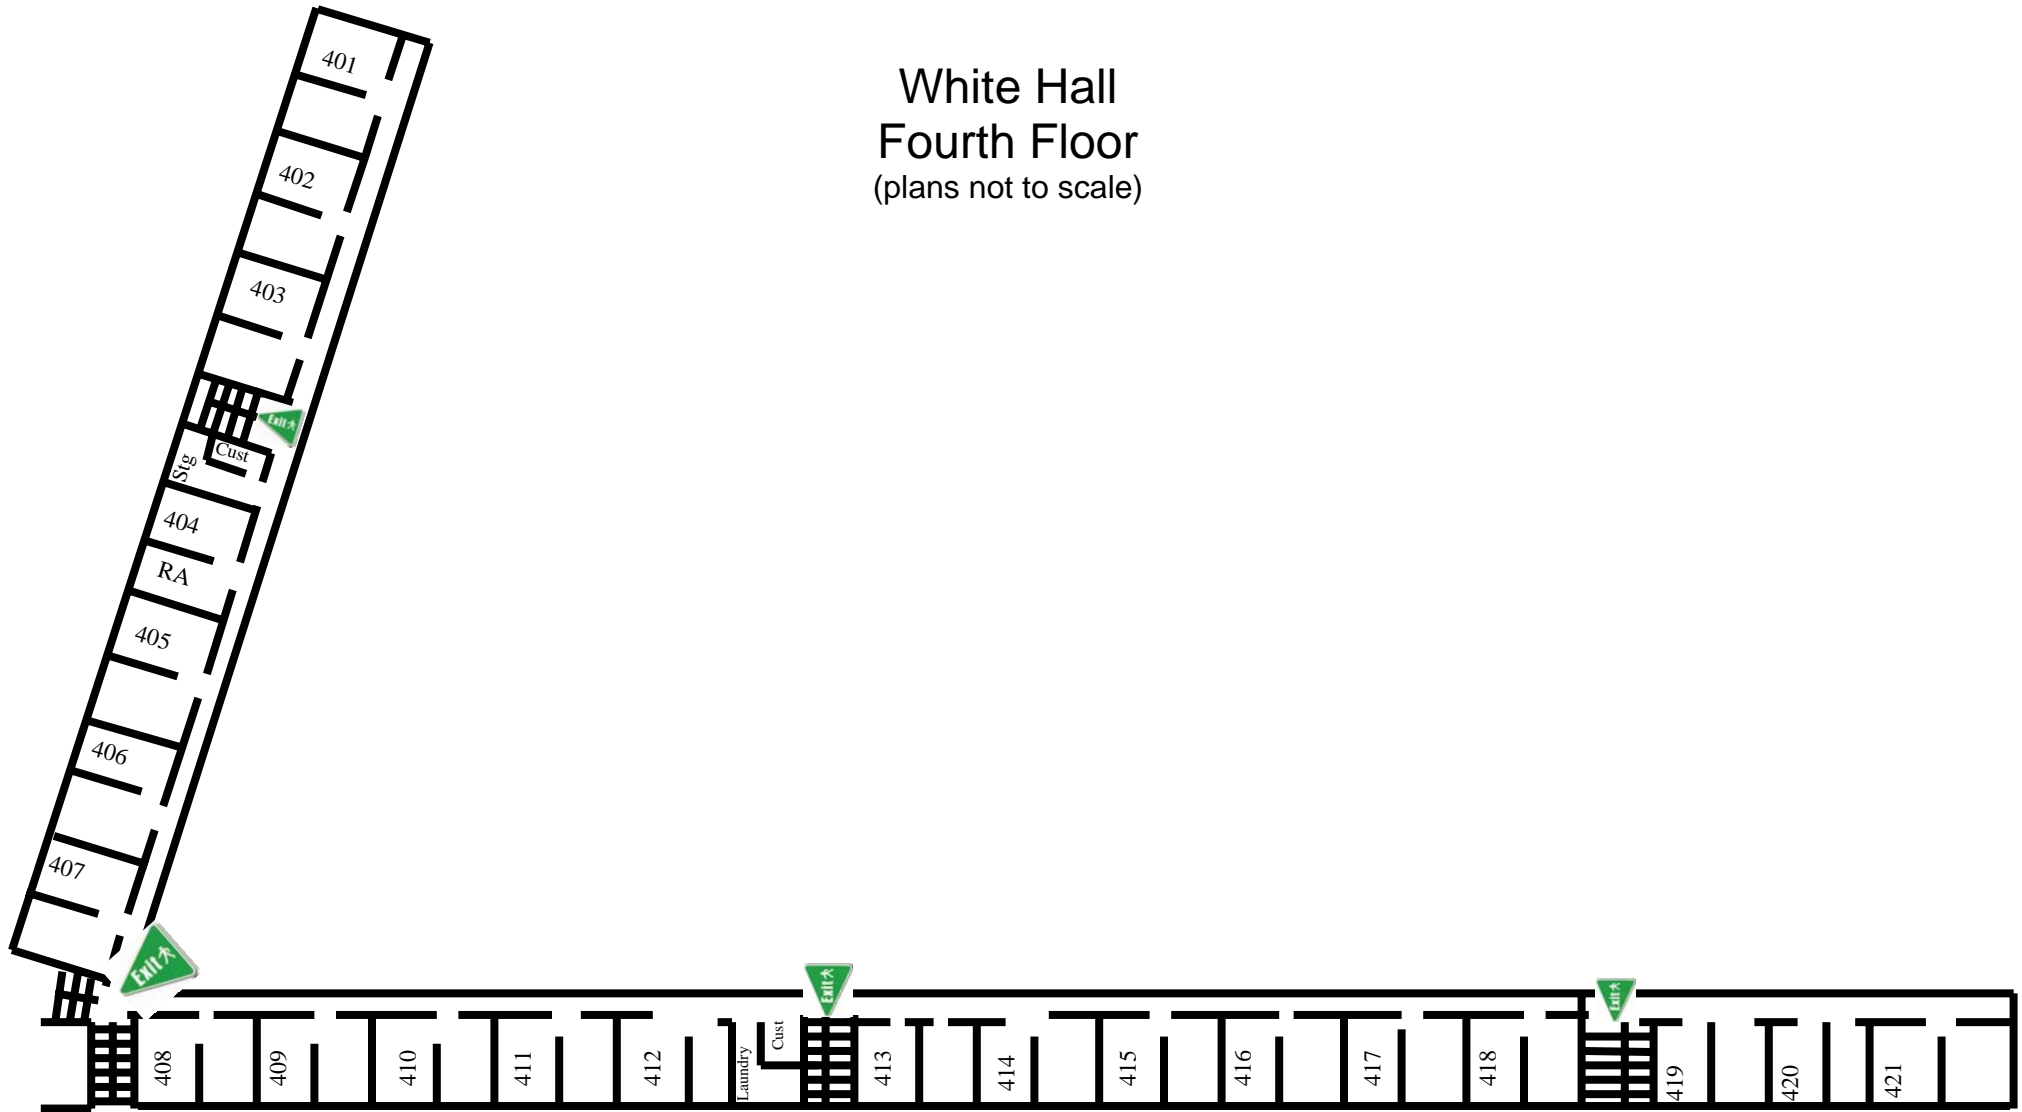 White Hall
Fourth Floor
(plans not to scale)
401
402
403
Exit
Cust
Stg
404
RA
405
406
407
Exit
Exit
Exit
408
409
410
411
412
Laundry
Cust
413
414
415
416
417
418
419
420
421